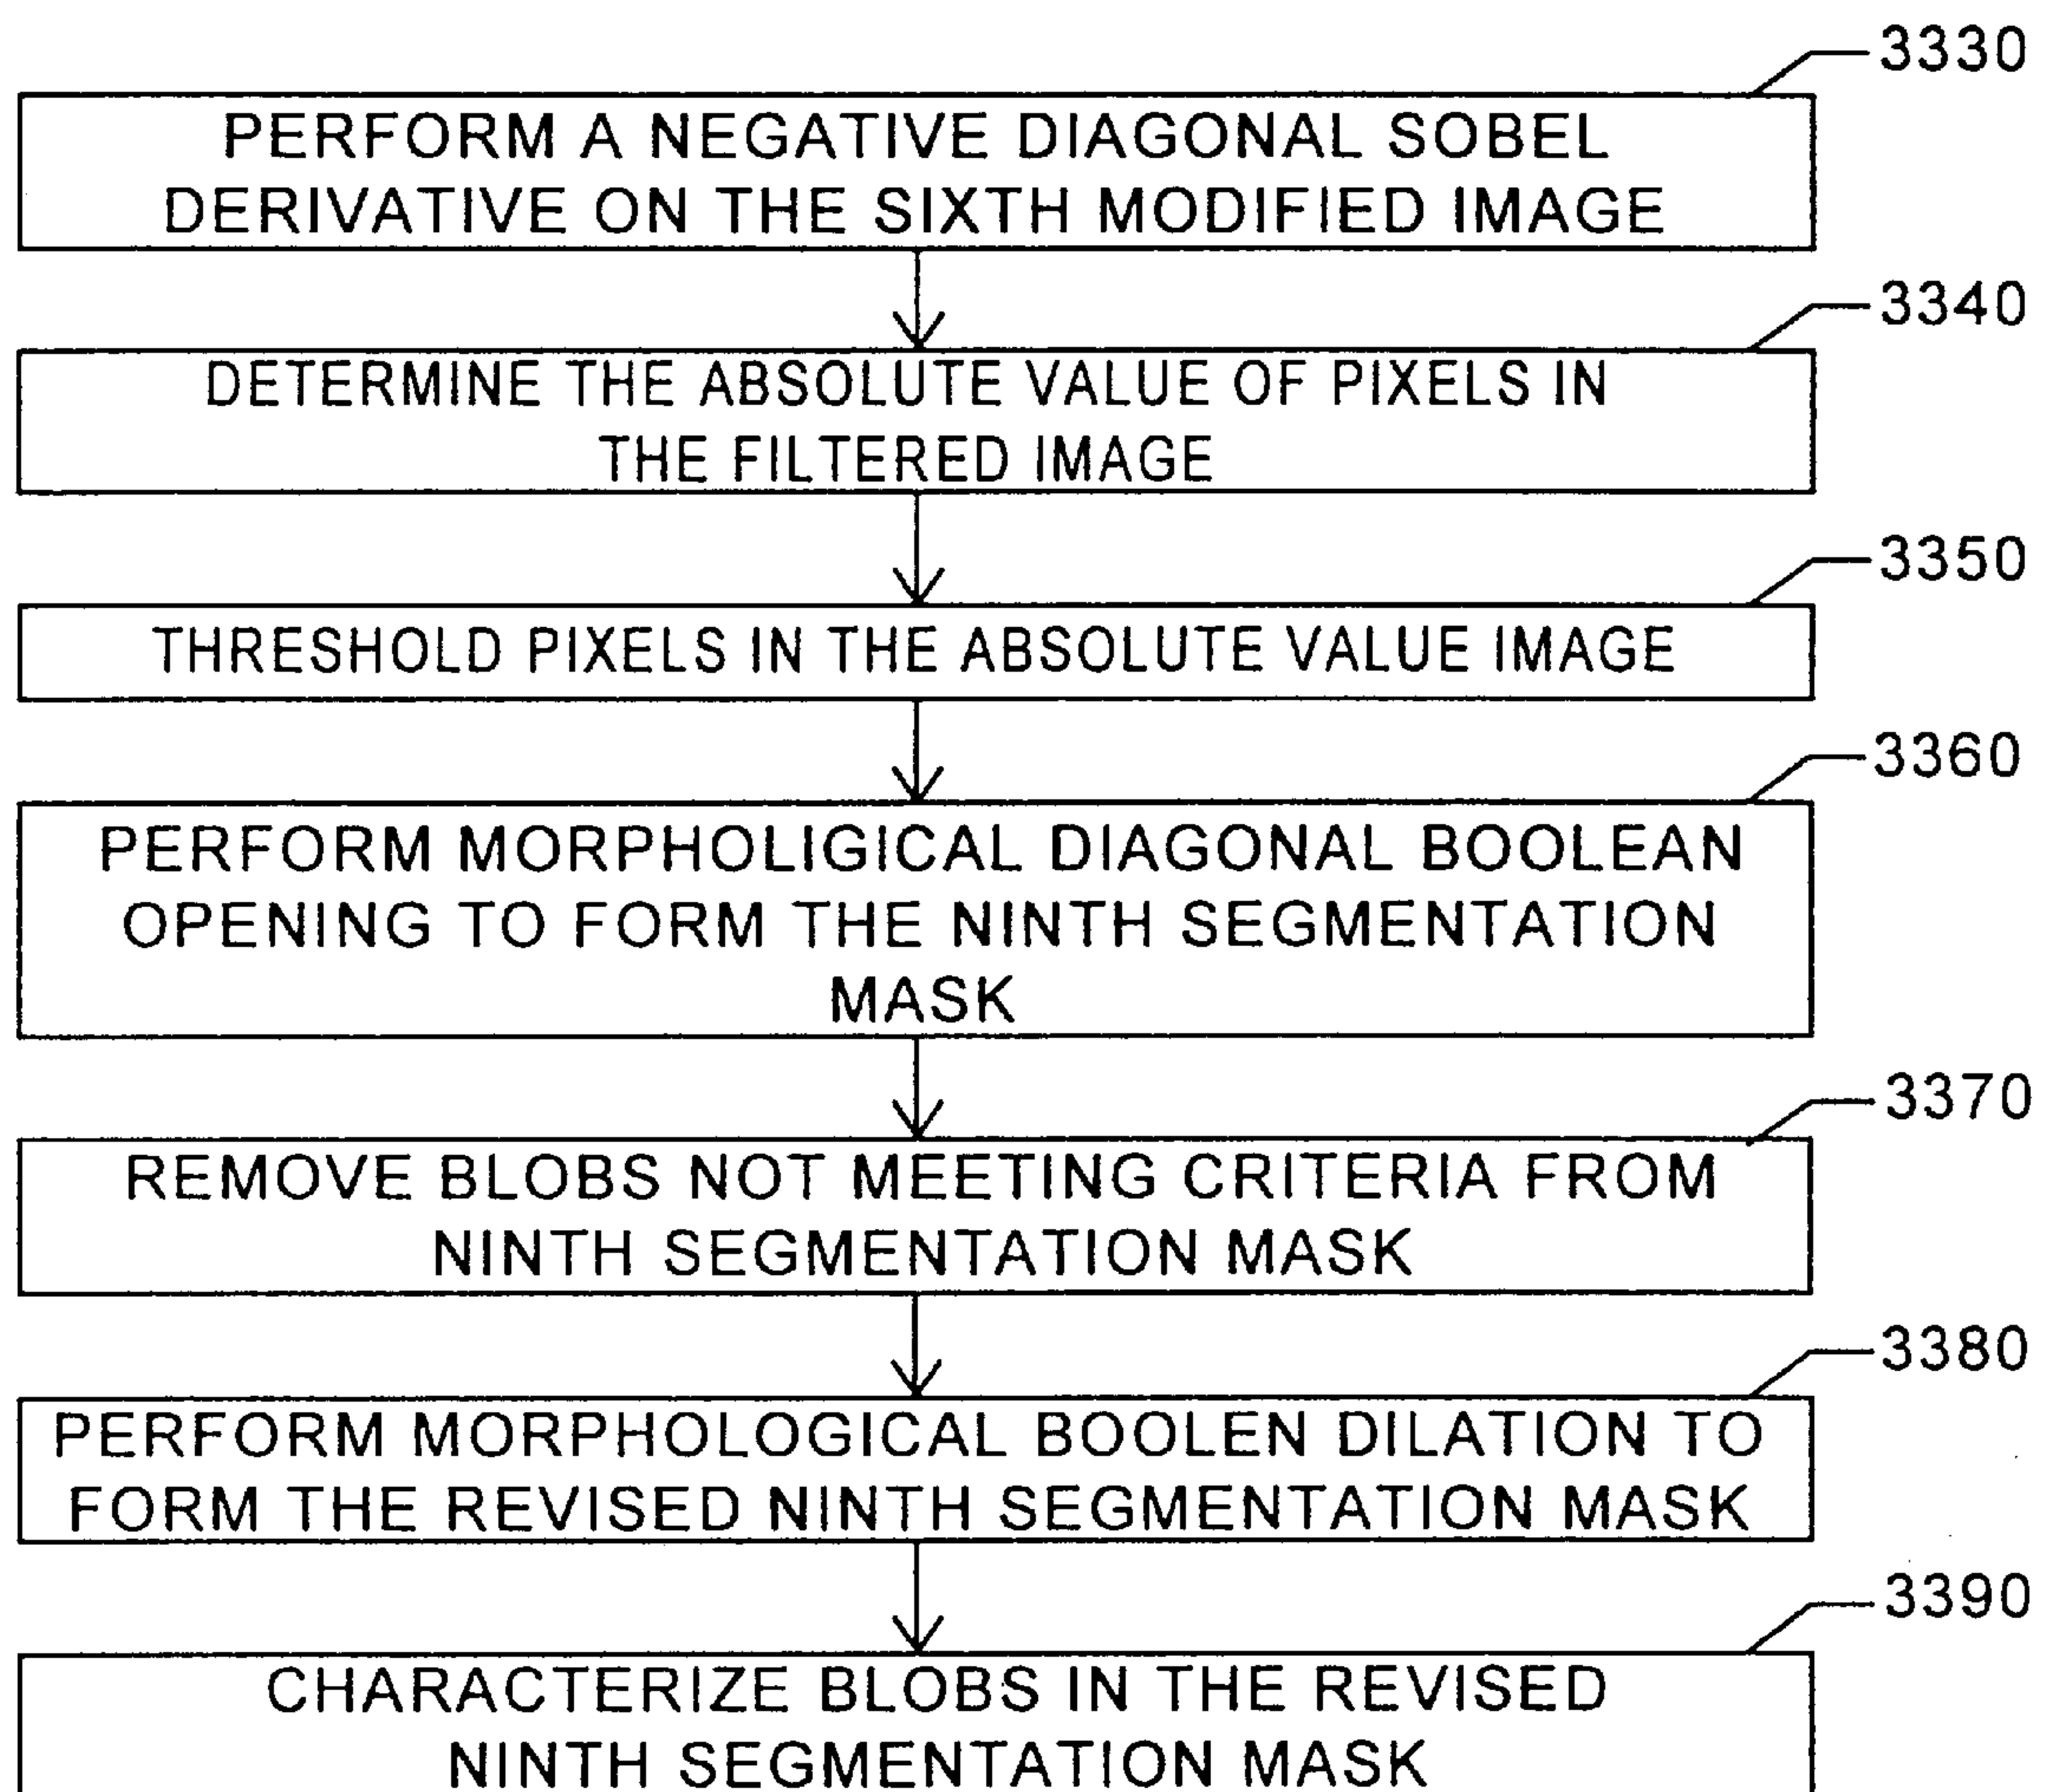 3330
PERFORM A NEGATIVE DIAGONAL SOBEL
DERIVATIVE ON THE SIXTH MODIFIED IMAGE
3340
DETERMINE THE ABSOLUTE VALUE OF PIXELS IN
THE FILTERED IMAGE
3350
THRESHOLD PIXELS IN THE ABSOLUTE VALUE IMAGE
3360
PERFORM MORPHOLIGICAL DIAGONAL BOOLEAN
OPENING TO FORM THE NINTH SEGMENTATION
MASK
3370
REMOVE BLOBS NOT MEETING CRITERIA FROM
NINTH SEGMENTATION MASK
3380
PERFORM MORPHOLOGICAL BOOLEN DILATION TO
FORM THE REVISED NINTH SEGMENTATION MASK
3390
CHARACTERIZE BLOBS IN THE REVISED
NINTH SEGMENTATION MASK